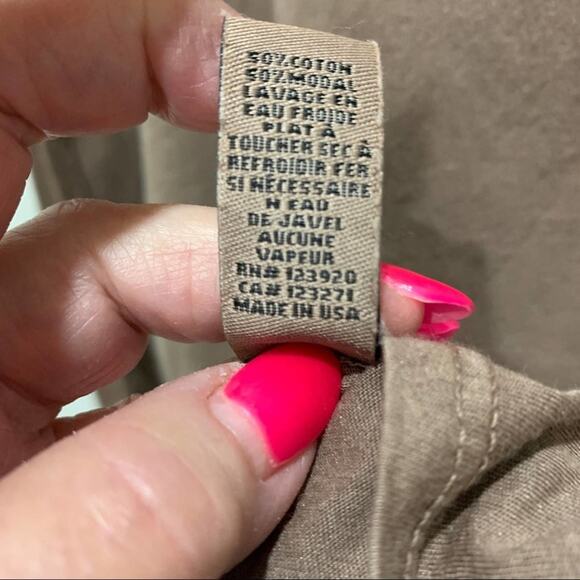 50% COTON
50% MODAL
LAVAGE EN
EAU FROIDE
PLAT À
TOUCHER SEC À
REFROIDIR FER
SI NÉCESSAIRE
N EAU
DE JAVEL
AUCUNE
VAPEUR
RN# 123920
CA# 123271
MADE IN USA